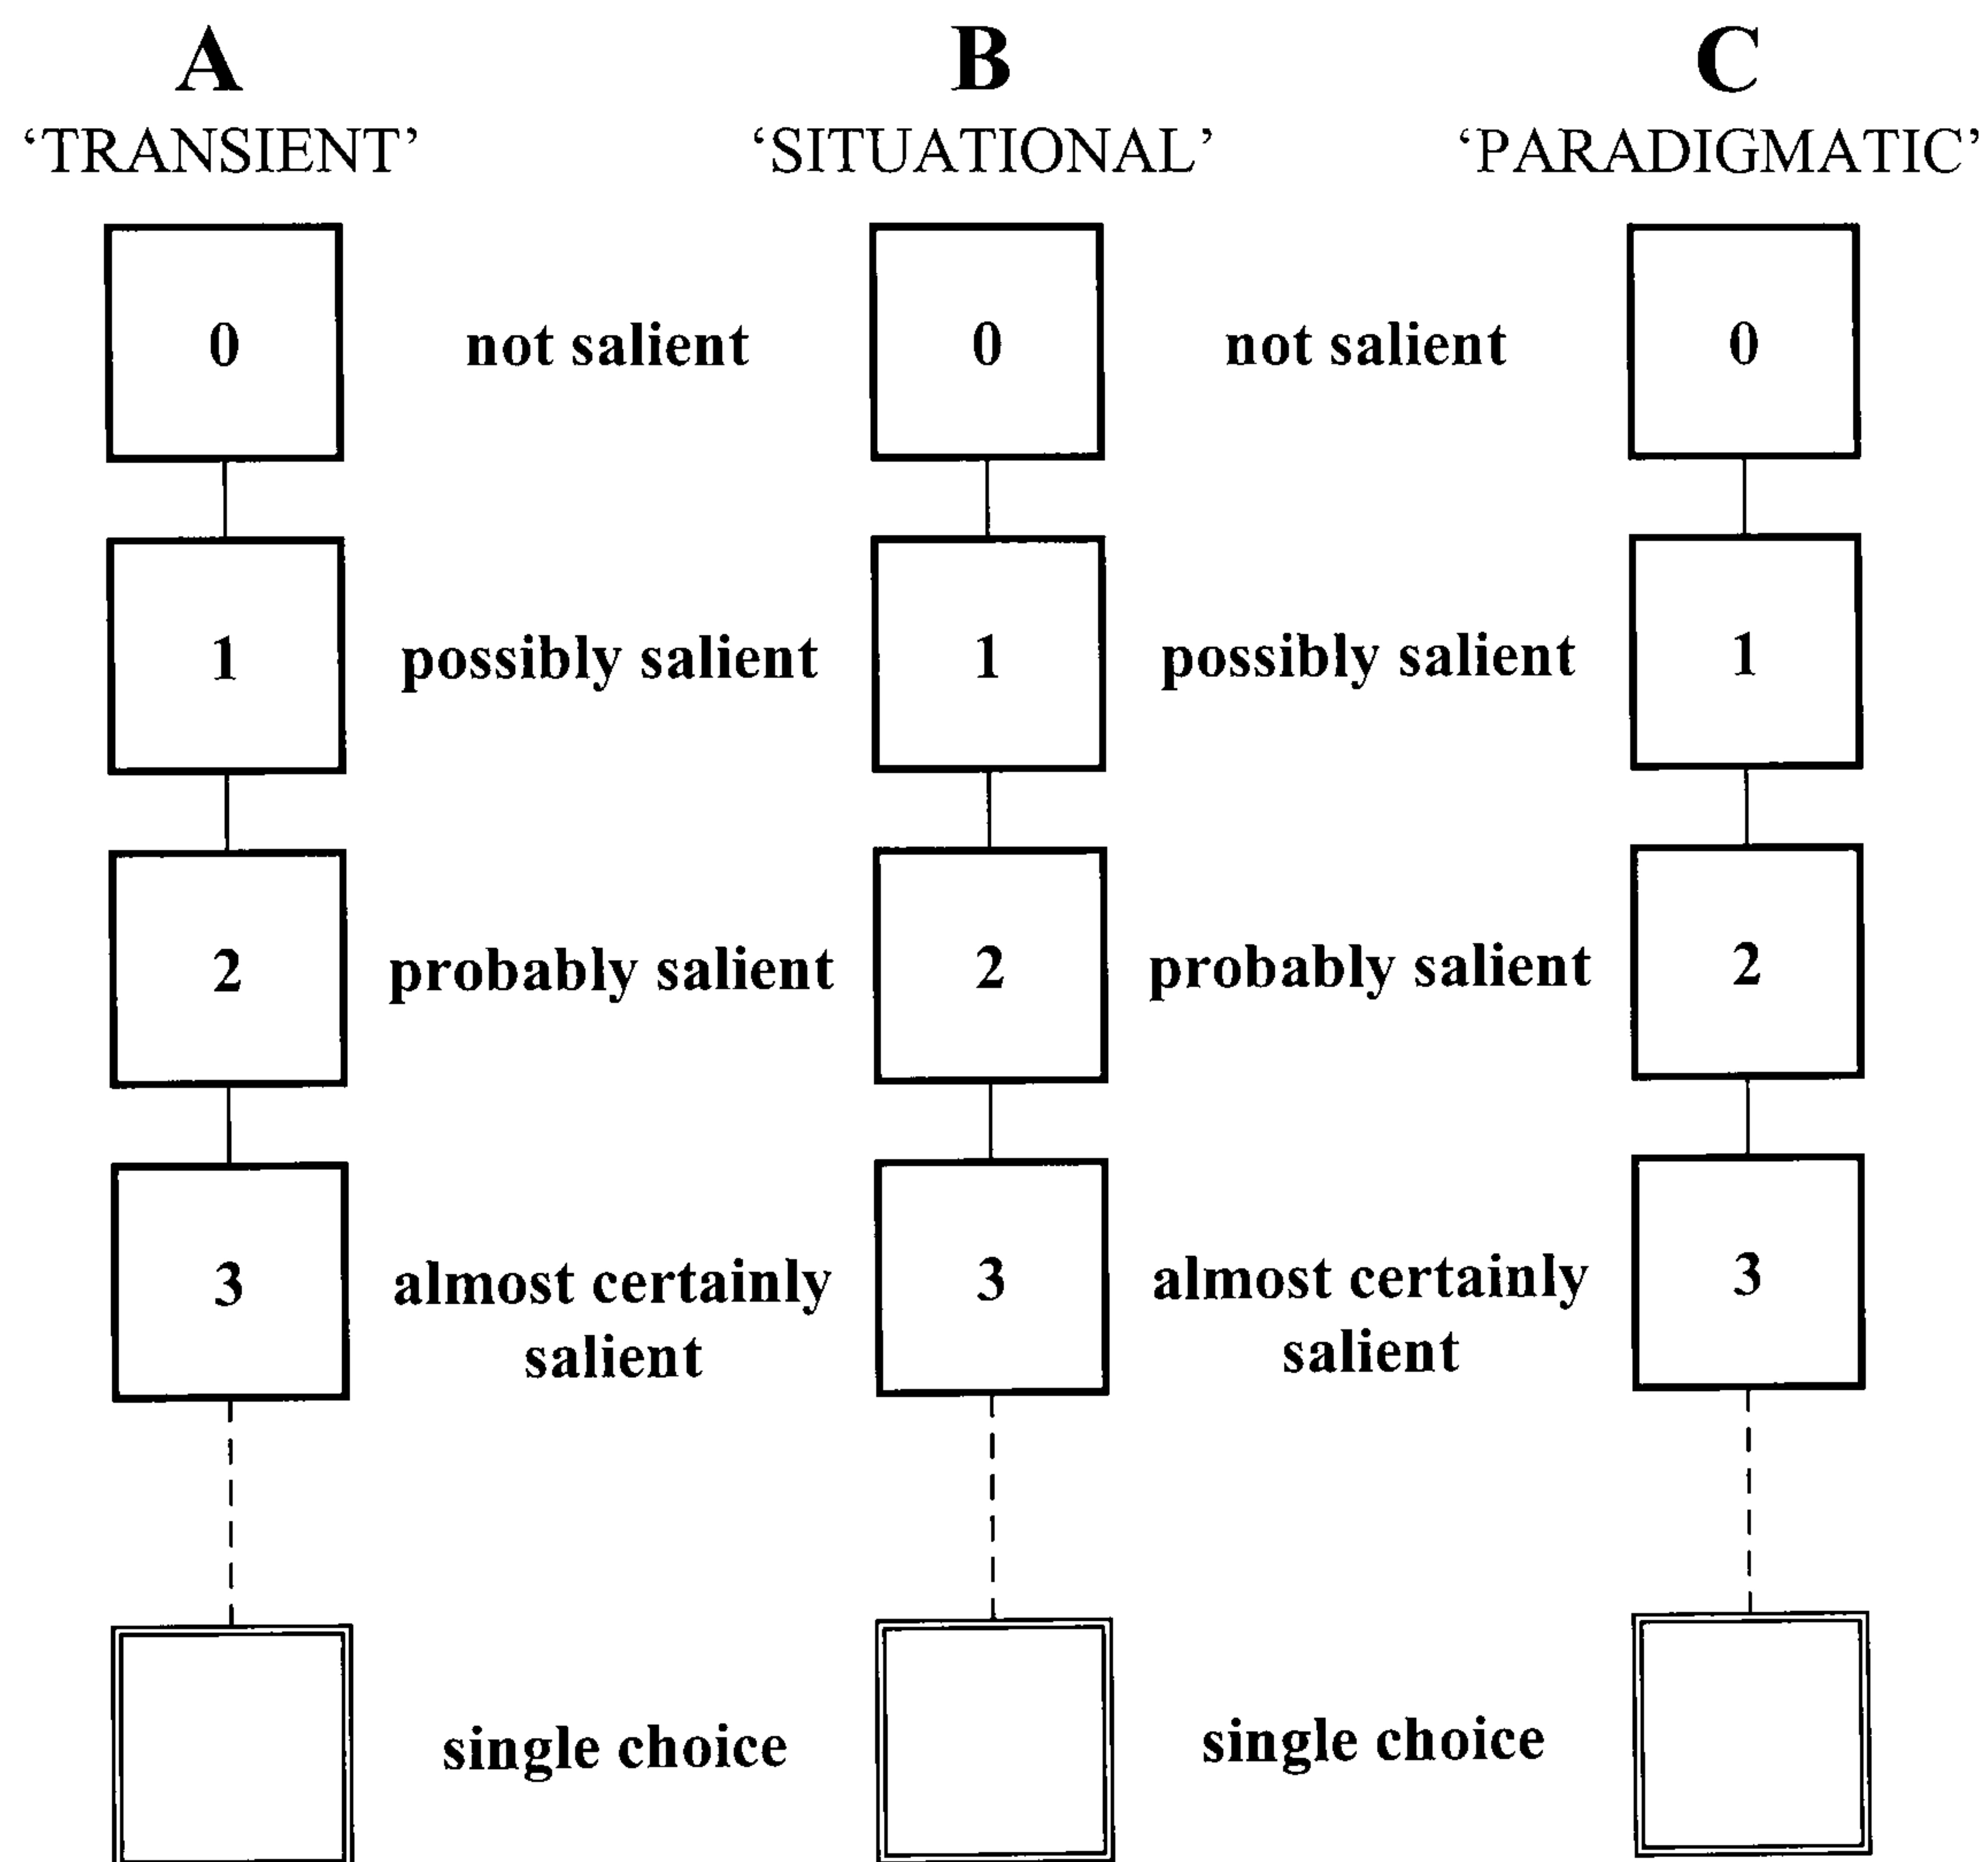 A B C
‘TRANSIENT’ ‘SITUATIONAL’ ‘PARADIGMATIC’
0 not salient 0 not salient 0
1 possibly salient 1 possibly salient 1
2 probably salient 2 probably salient 2
3 almost certainly 3 almost certainly 3
salient salient
single choice single choice